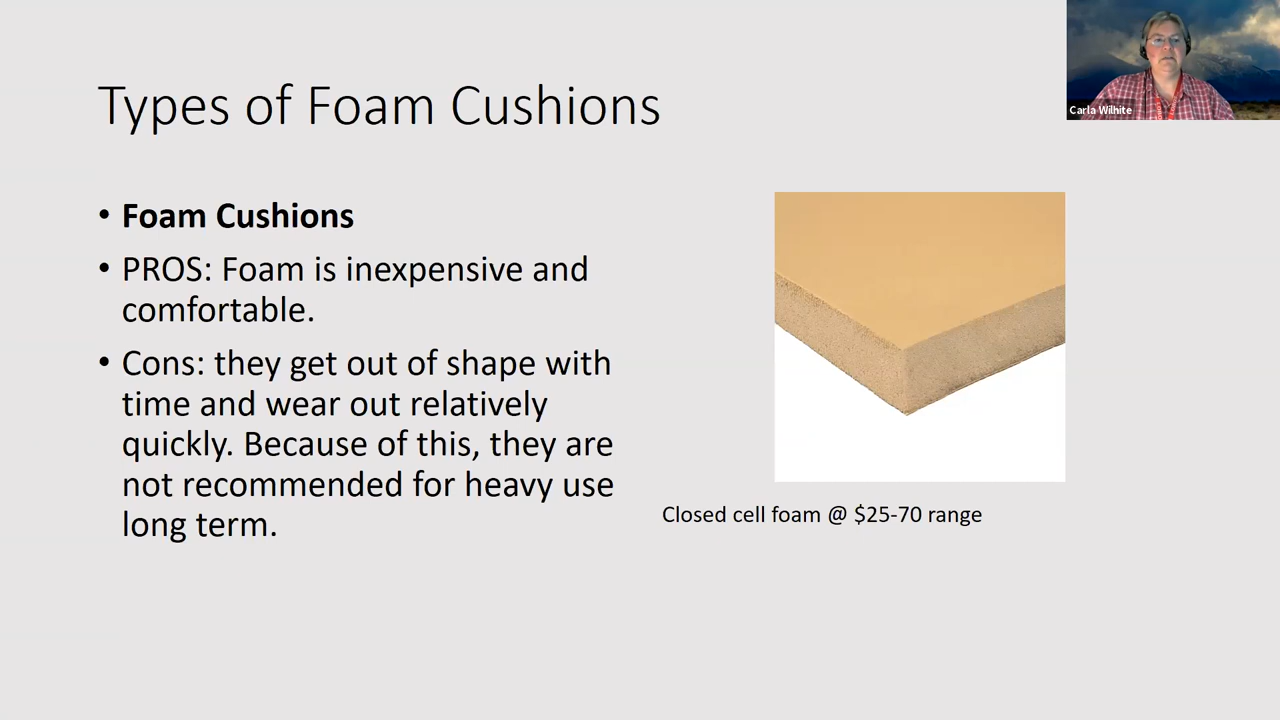 Types of Foam Cushions
Carla Wilhite
• Foam Cushions
• PROS: Foam is inexpensive and
comfortable.
• Cons: they get out of shape with
time and wear out relatively
quickly. Because of this, they are
not recommended for heavy use
long term.
Closed cell foam @ $25-70 range